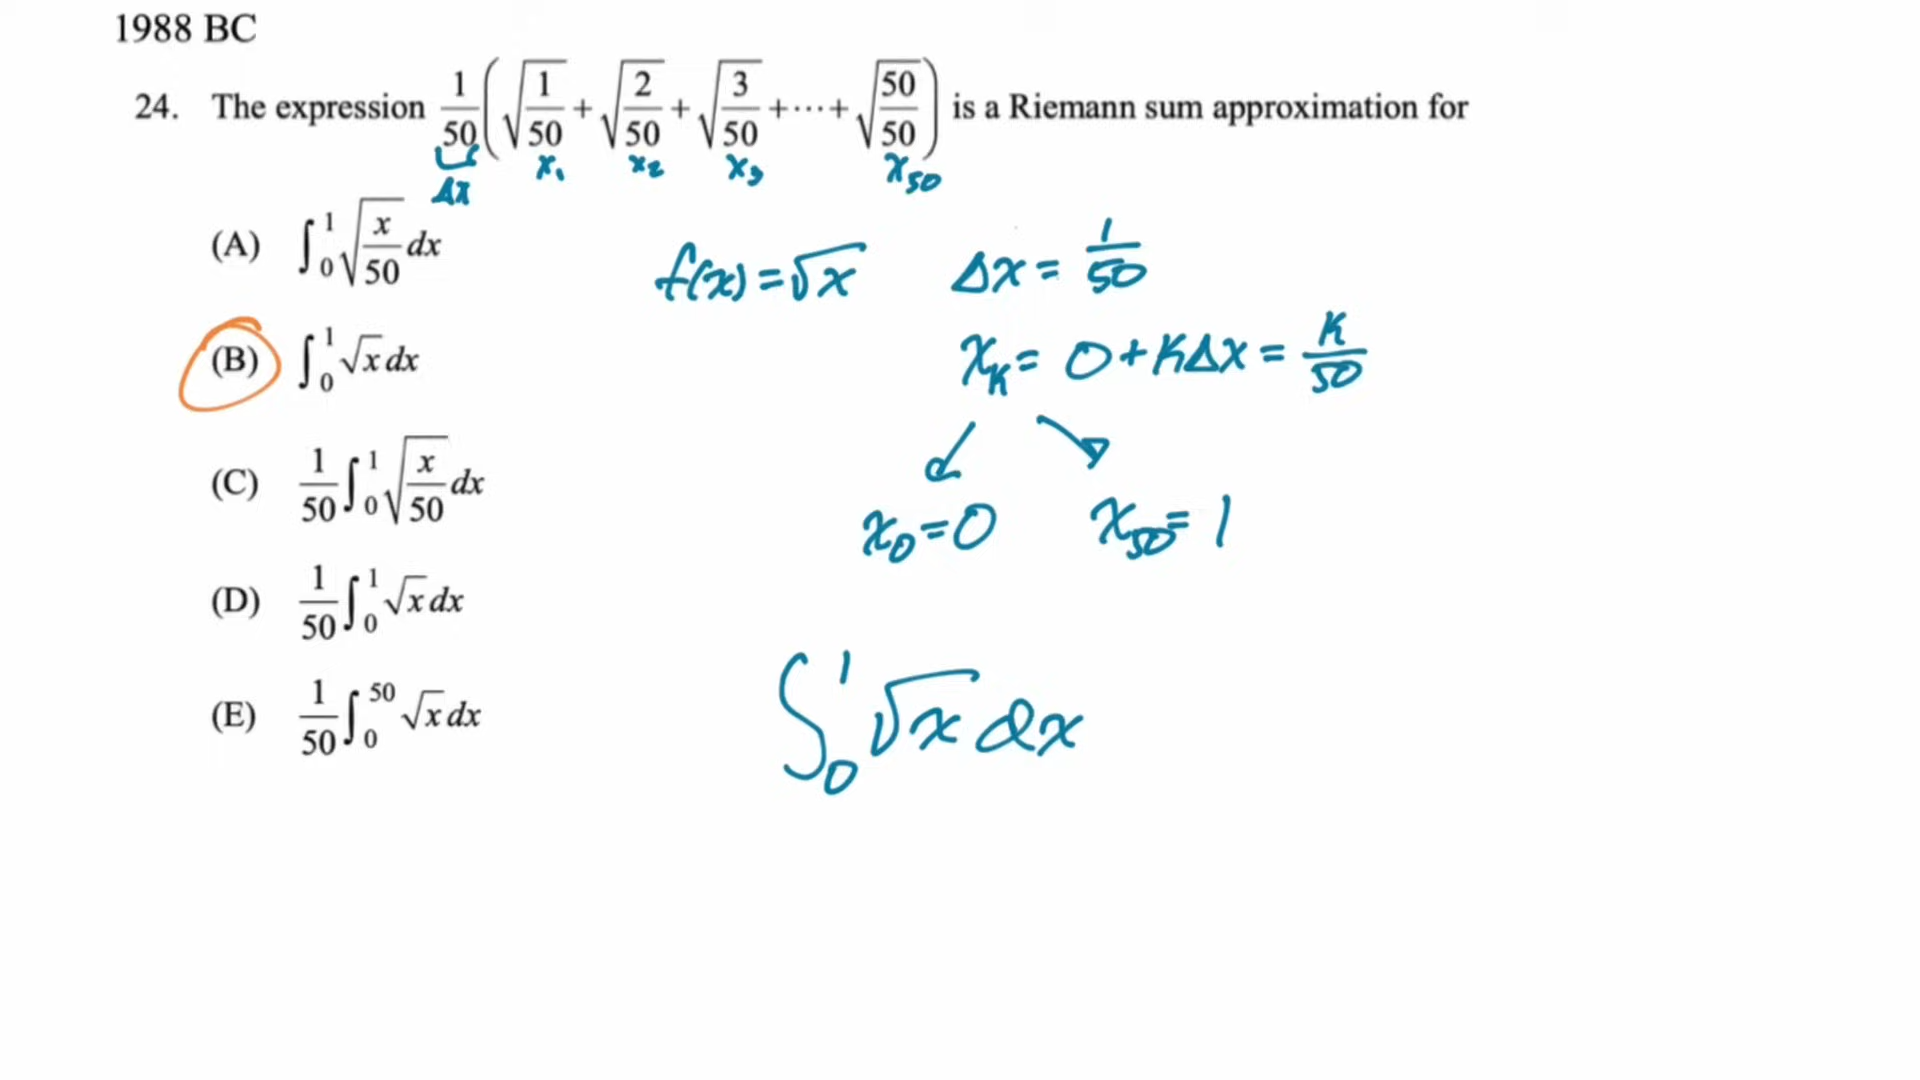 1988 BC
24. The expression 1/50(√(1/50) + √(2/50) + √(3/50) + ··· + √(50/50)) is a Riemann sum approximation for
Δx x₁ x₂ x₃ x₅₀
(A) ∫₀¹ √(x/50) dx
f(x) = √x Δx = 1/50
(B) ∫₀¹ √x dx
xₖ = 0 + KΔx = K/50
(C) 1/50 ∫₀¹ √(x/50) dx
x₀ = 0 x₅₀ = 1
(D) 1/50 ∫₀¹ √x dx
(E) 1/50 ∫₀⁵⁰ √x dx
∫₀¹ √x dx